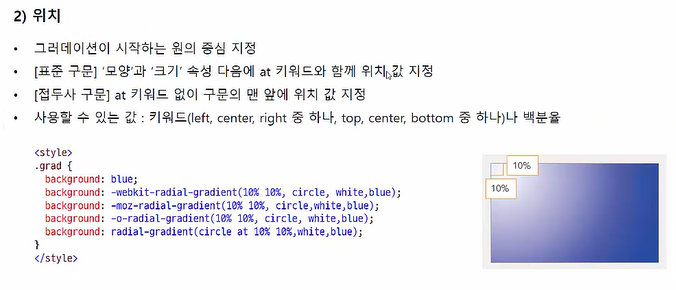 2) 위치
• 그러데이션이 시작하는 원의 중심 지정
• [표준 구문] ‘모양’과 ‘크기’ 속성 다음에 at 키워드와 함께 위치 값 지정
• [접두사 구문] at 키워드 없이 구문의 맨 앞에 위치 값 지정
• 사용할 수 있는 값 : 키워드(left, center, right 중 하나, top, center, bottom 중 하나)나 백분율
<style>
.grad {
background: blue;
background: -webkit-radial-gradient(10% 10%, circle, white,blue);
background: -moz-radial-gradient(10% 10%, circle,white,blue);
background: -o-radial-gradient(10% 10%, circle, white,blue);
background: radial-gradient(circle at 10% 10%,white,blue);
}
</style>
10%
10%